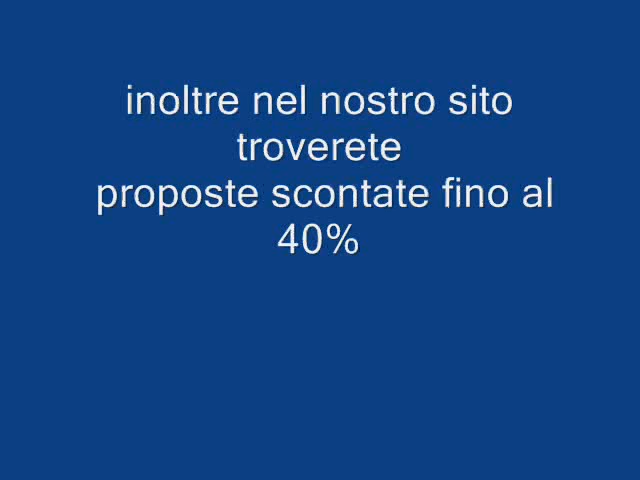 inoltre nel nostro sito
troverete
proposte scontate fino al
40%